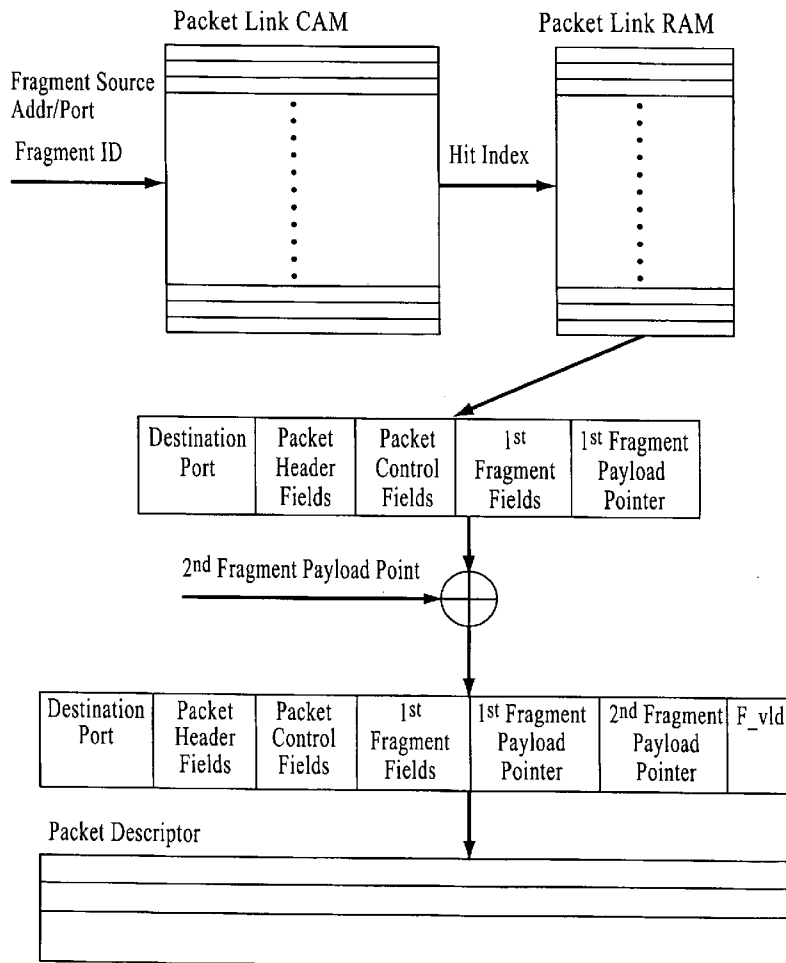 Packet Link CAM
Packet Link RAM
Fragment Source
Addr/Port
Fragment ID
Hit Index
Destination
Port
Packet
Header
Fields
Packet
Control
Fields
1st
Fragment
Fields
1st Fragment
Payload
Pointer
2nd Fragment Payload Point
Destination
Port
Packet
Header
Fields
Packet
Control
Fields
1st
Fragment
Fields
1st Fragment
Payload
Pointer
2nd Fragment
Payload
Pointer
F_vld
Packet Descriptor